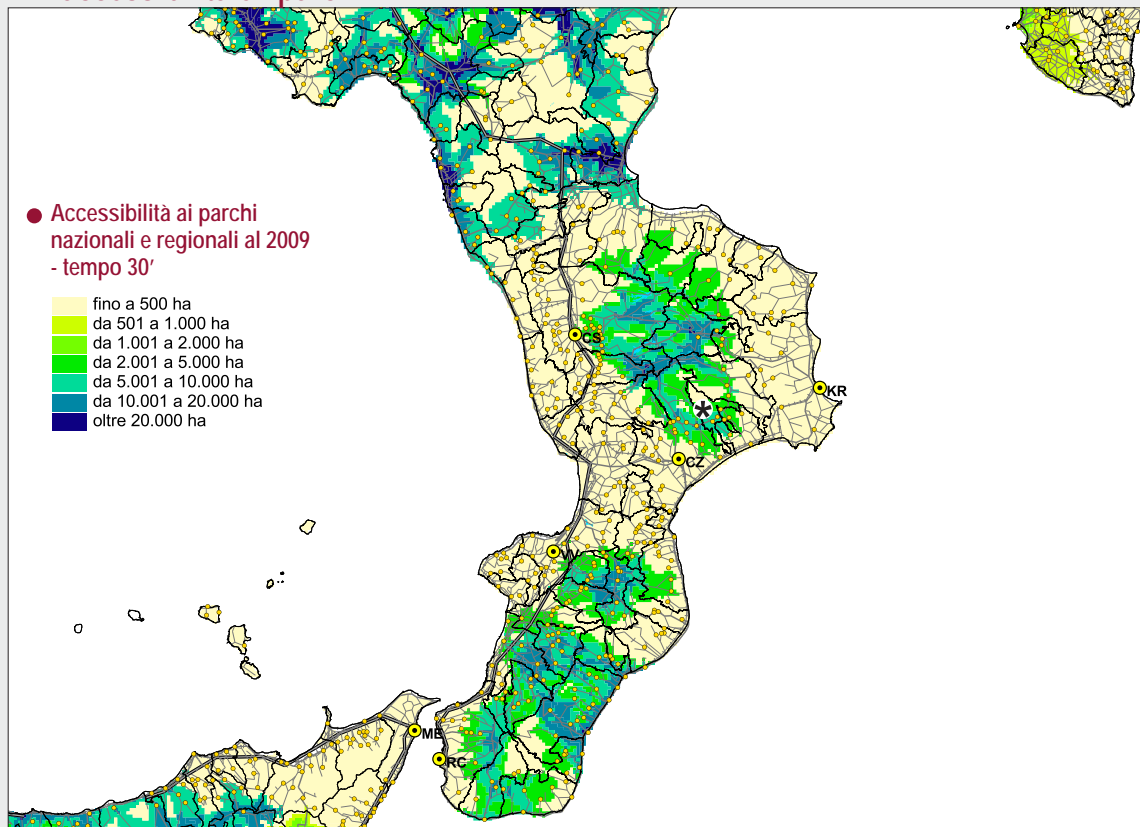 ● Accessibilità ai parchi
nazionali e regionali al 2009
- tempo 30'
fino a 500 ha
da 501 a 1.000 ha
da 1.001 a 2.000 ha
da 2.001 a 5.000 ha
da 5.001 a 10.000 ha
da 10.001 a 20.000 ha
oltre 20.000 ha
CS
KR
*
CZ
VV
ME
RC